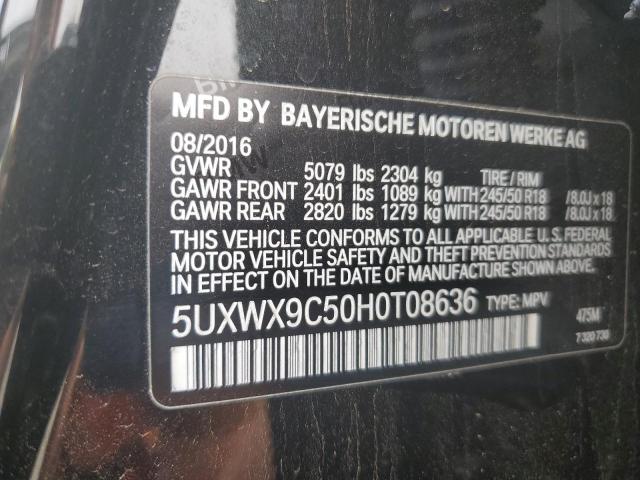 MFD BY BAYERISCHE MOTOREN WERKE AG
08/2016
GVWR 5079 lbs 2304 kg TIRE / RIM
GAWR FRONT 2401 lbs 1089 kg WITH 245/50 R18 /8.0J x 18
GAWR REAR 2820 lbs 1279 kg WITH 245/50 R18 /8.0J x 18
THIS VEHICLE CONFORMS TO ALL APPLICABLE U.S. FEDERAL
MOTOR VEHICLE SAFETY AND THEFT PREVENTION STANDARDS
IN EFFECT ON THE DATE OF MANUFACTURE SHOWN ABOVE.
5UXWX9C50H0T08636 TYPE: MPV 475M
7 320 730